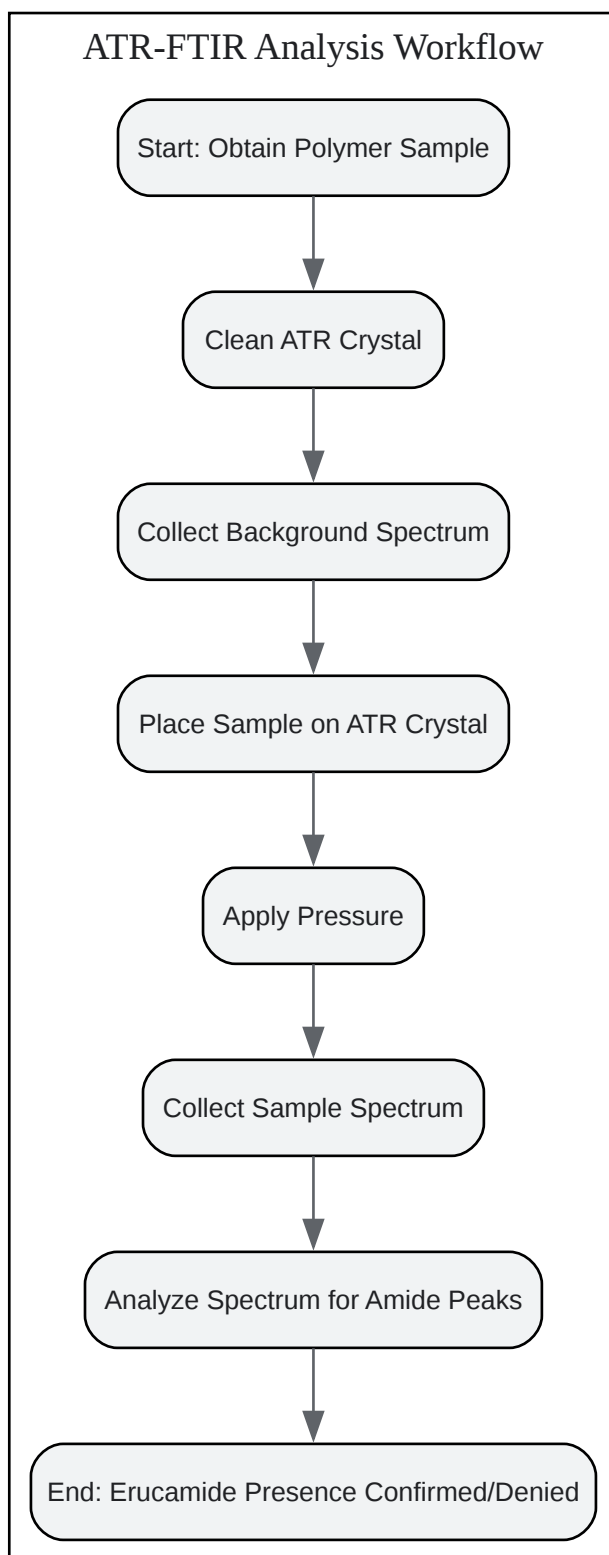 ATR-FTIR Analysis Workflow
Start: Obtain Polymer Sample
Clean ATR Crystal
Collect Background Spectrum
Place Sample on ATR Crystal
Apply Pressure
Collect Sample Spectrum
Analyze Spectrum for Amide Peaks
End: Erucamide Presence Confirmed/Denied